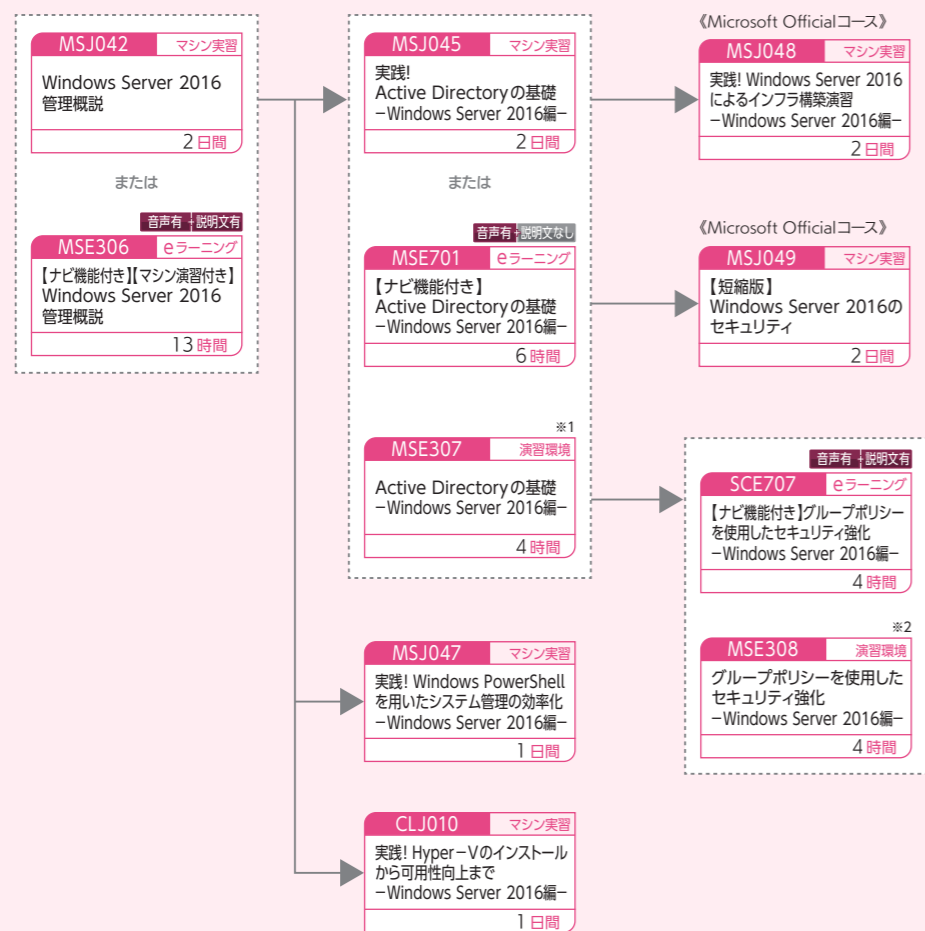 MSJ042 マシン実習
Windows Server 2016
管理概説
2日間
または
音声有 説明文有
MSE306 eラーニング
【ナビ機能付き】【マシン演習付き】
Windows Server 2016
管理概説
13時間
MSJ045 マシン実習
実践!
Active Directoryの基礎
−Windows Server 2016編−
2日間
または
音声有 説明文なし
MSE701 eラーニング
【ナビ機能付き】
Active Directoryの基礎
−Windows Server 2016編−
6時間
※1
MSE307 演習環境
Active Directoryの基礎
−Windows Server 2016編−
4時間
MSJ047 マシン実習
実践! Windows PowerShell
を用いたシステム管理の効率化
−Windows Server 2016編−
1日間
CLJ010 マシン実習
実践! Hyper−Vのインストール
から可用性向上まで
−Windows Server 2016編−
1日間
《Microsoft Officialコース》
MSJ048 マシン実習
実践! Windows Server 2016
によるインフラ構築演習
−Windows Server 2016編−
2日間
《Microsoft Officialコース》
MSJ049 マシン実習
【短縮版】
Windows Server 2016の
セキュリティ
2日間
音声有 説明文有
SCE707 eラーニング
【ナビ機能付き】グループポリシー
を使用したセキュリティ強化
−Windows Server 2016編−
4時間
※2
MSE308 演習環境
グループポリシーを使用した
セキュリティ強化
−Windows Server 2016編−
4時間